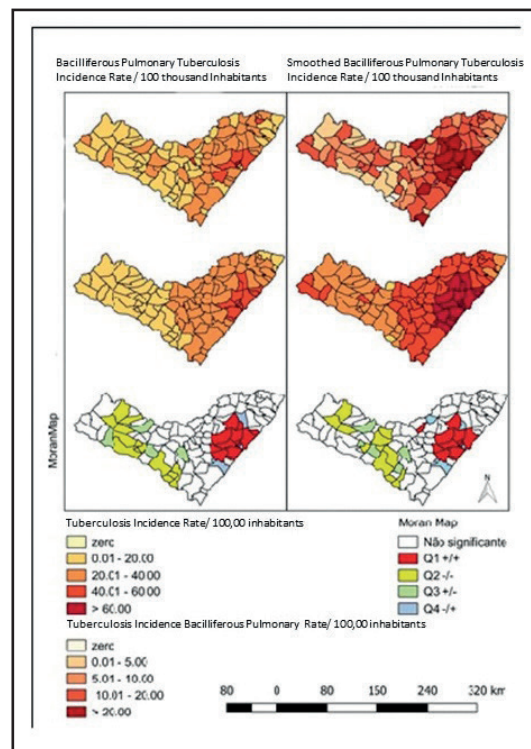 Bacilliferous Pulmonary Tuberculosis
Incidence Rate / 100 thousand Inhabitants
Smoothed Bacilliferous Pulmonary Tuberculosis
Incidence Rate / 100 thousand Inhabitants
MoranMap
N
Tuberculosis Incidence Rate/ 100,00 inhabitants
zerc
0.01 - 20.00
20.01 - 40.00
40.01 - 60.00
> 60.00
Moran Map
Não significante
Q1 +/+
Q2 -/-
Q3 +/-
Q4 -/+
Tuberculosis Incidence Bacilliferous Pulmonary Rate/ 100,00 inhabitants
zerc
0.01 - 5.00
5.01 - 10.00
10.01 - 20.00
> 20.00
80 0 80 160 240 320 km